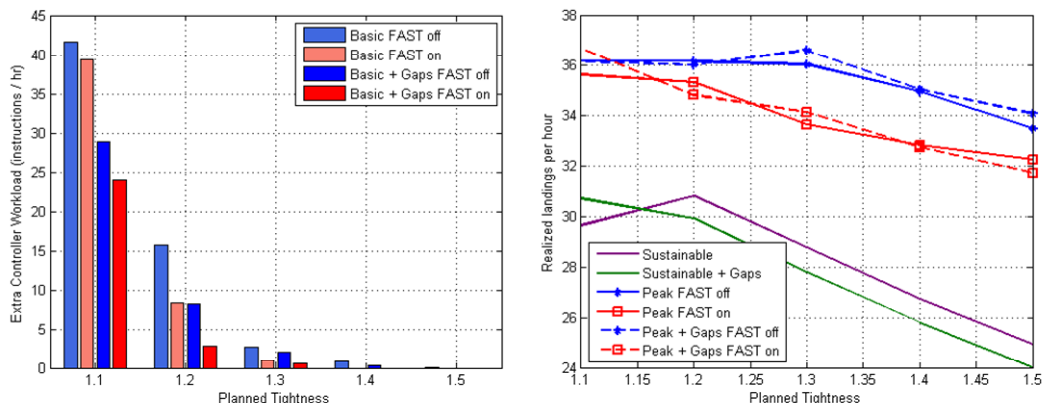 45
40
35
30
25
20
15
10
5
0
Extra Controller Workload (instructions / hr)
Basic FAST off
Basic FAST on
Basic + Gaps FAST off
Basic + Gaps FAST on
1.1 1.2 1.3 1.4 1.5
Planned Tightness
38
36
34
32
30
28
26
24
Realized landings per hour
Sustainable
Sustainable + Gaps
Peak FAST off
Peak FAST on
Peak + Gaps FAST off
Peak + Gaps FAST on
1.1 1.15 1.2 1.25 1.3 1.35 1.4 1.45 1.5
Planned Tightness